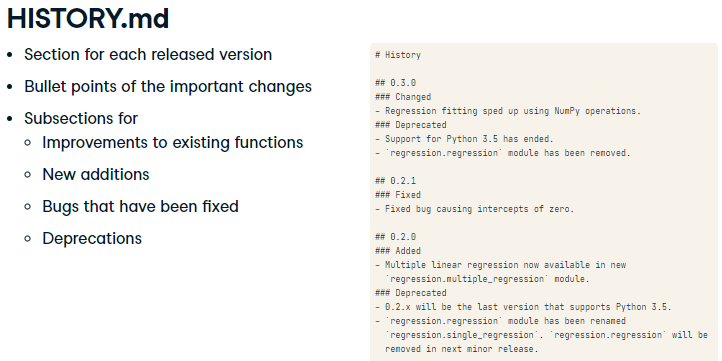 HISTORY.md
• Section for each released version
• Bullet points of the important changes
• Subsections for
○ Improvements to existing functions
○ New additions
○ Bugs that have been fixed
○ Deprecations
# History
## 0.3.0
### Changed
- Regression fitting sped up using NumPy operations.
### Deprecated
- Support for Python 3.5 has ended.
- `regression.regression` module has been removed.
## 0.2.1
### Fixed
- Fixed bug causing intercepts of zero.
## 0.2.0
### Added
- Multiple linear regression now available in new
`regression.multiple_regression` module.
### Deprecated
- 0.2.x will be the last version that supports Python 3.5.
- `regression.regression` module has been renamed
`regression.single_regression`. `regression.regression` will be
removed in next minor release.